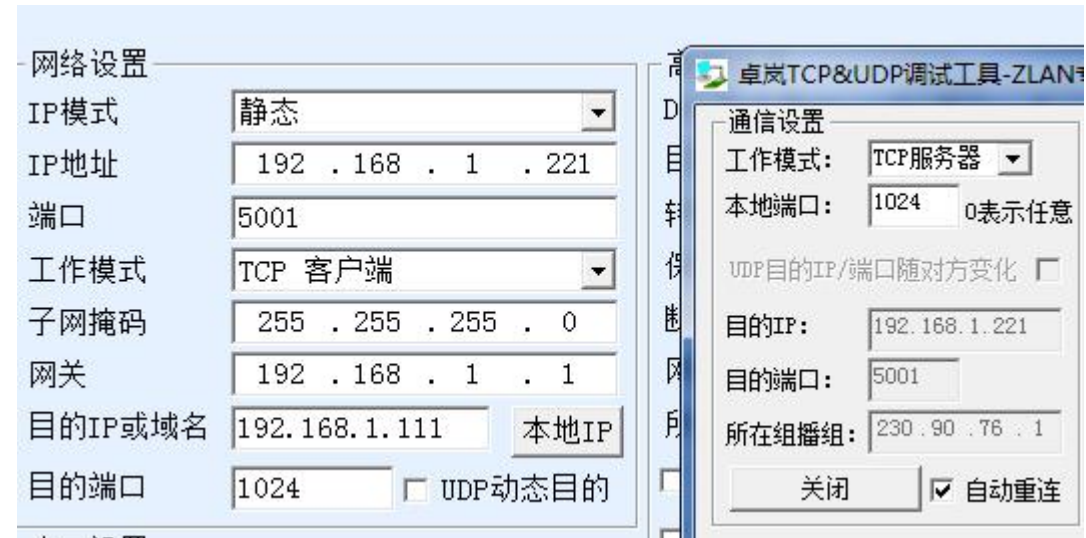 网络设置
IP模式 静态
IP地址 192 . 168 . 1 . 221
端口 5001
工作模式 TCP 客户端
子网掩码 255 . 255 . 255 . 0
网关 192 . 168 . 1 . 1
目的IP或域名 192.168.1.111 本地IP
目的端口 1024 UDP动态目的
卓岚TCP&UDP调试工具-ZLAN
通信设置
工作模式: TCP服务器
本地端口: 1024 0表示任意
UDP目的IP/端口随对方变化
目的IP: 192.168.1.221
目的端口: 5001
所在组播组: 230 . 90 . 76 . 1
关闭 自动重连